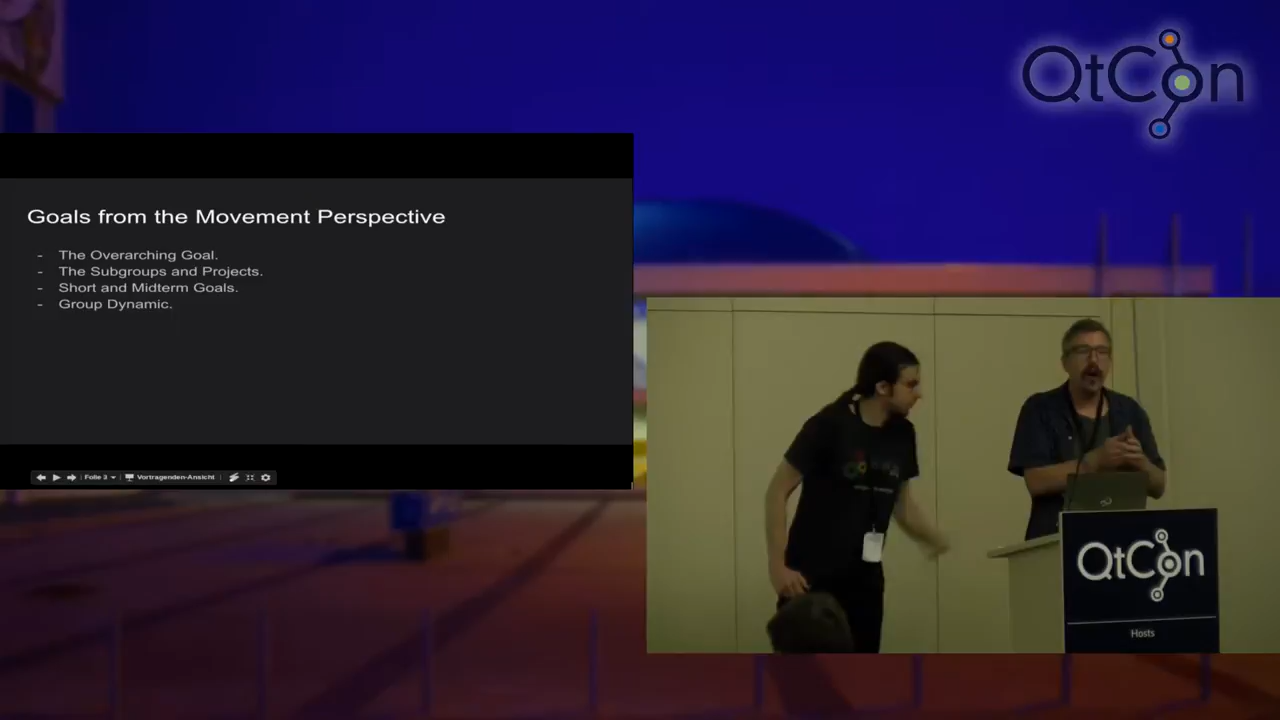 QtCon
Goals from the Movement Perspective
- The Overarching Goal.
- The Subgroups and Projects.
- Short and Midterm Goals.
- Group Dynamic.
Folie 3
Vortragenden-Ansicht
QtCon
Hosts